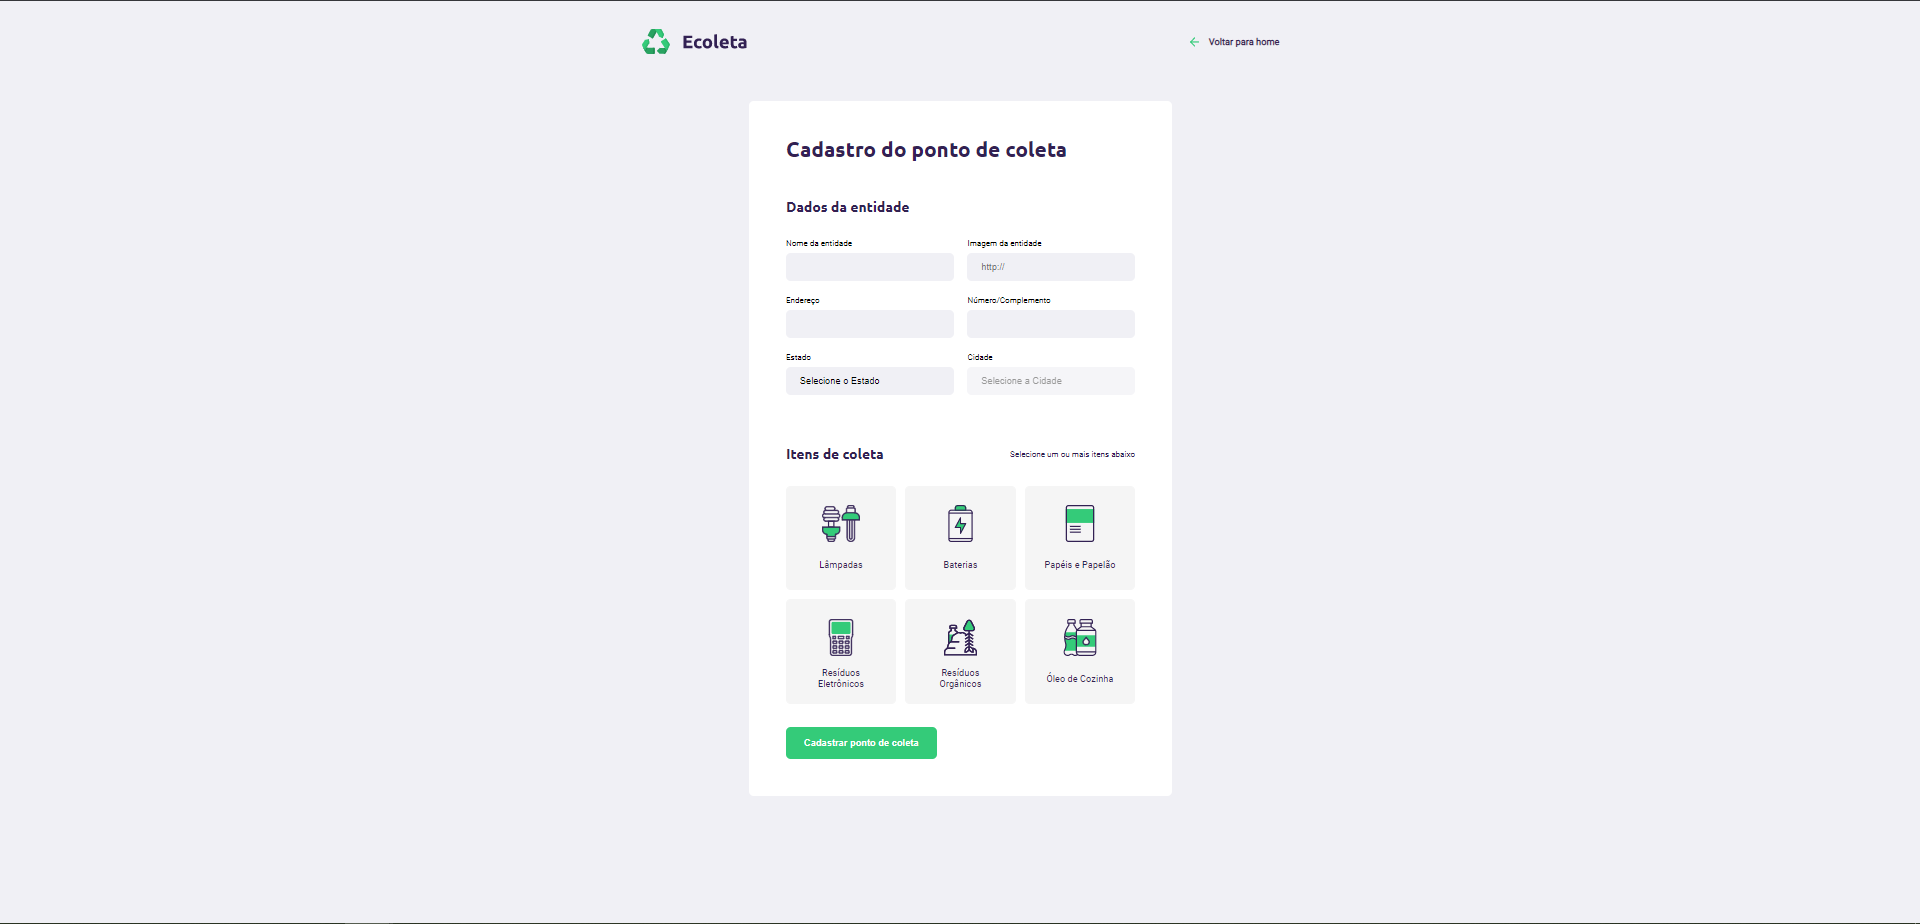 Ecoleta
Voltar para home
Cadastro do ponto de coleta
Dados da entidade
Nome da entidade
Imagem da entidade
http://
Endereço
Número/Complemento
Estado
Cidade
Selecione o Estado
Selecione a Cidade
Itens de coleta
Selecione um ou mais itens abaixo
Lâmpadas
Baterias
Papéis e Papelão
Resíduos
Eletrônicos
Resíduos
Orgânicos
Óleo de Cozinha
Cadastrar ponto de coleta